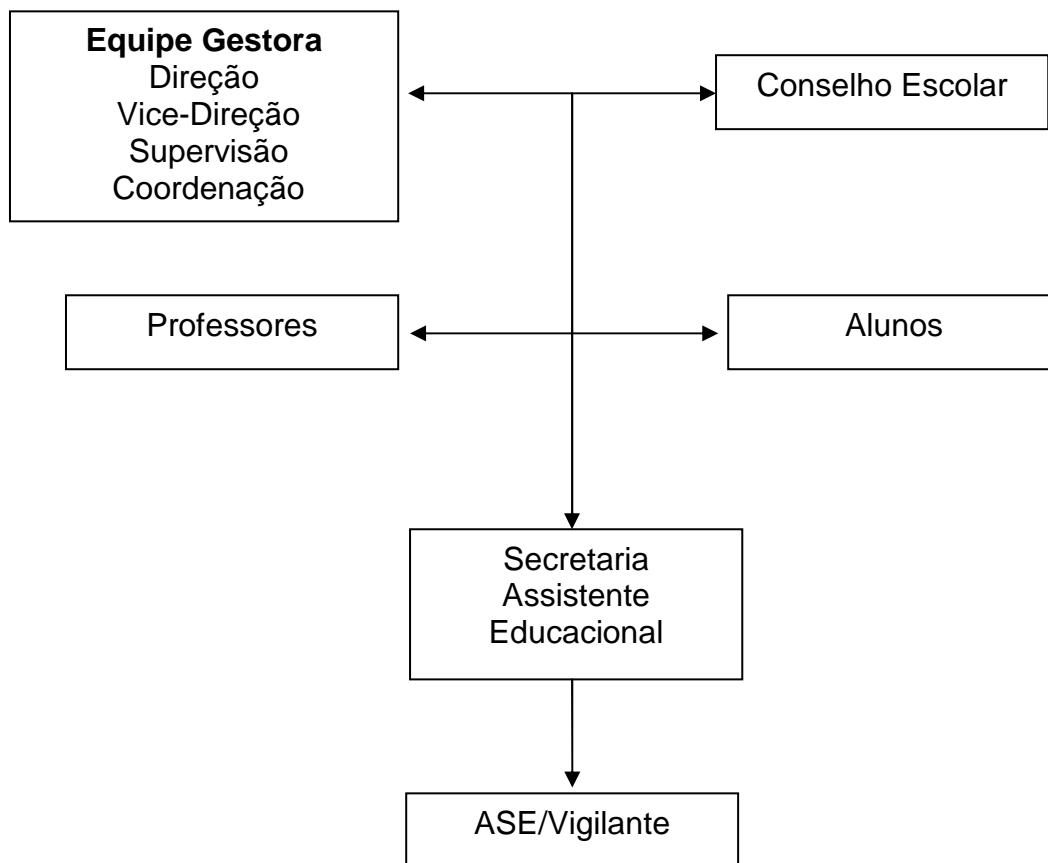 Equipe Gestora
Direção
Vice-Direção
Supervisão
Coordenação
Conselho Escolar
Professores
Alunos
Secretaria
Assistente
Educacional
ASE/Vigilante